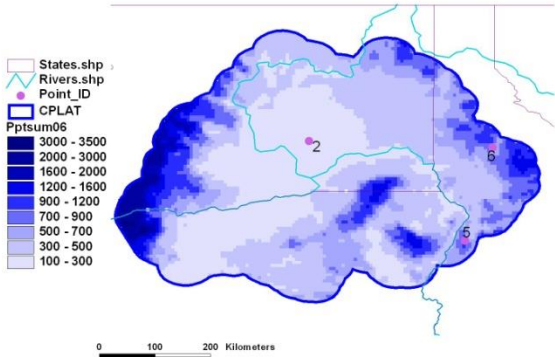 States.shp
Rivers.shp
Point_ID
CPLAT
Pptsum06
3000 - 3500
2000 - 3000
1600 - 2000
1200 - 1600
900 - 1200
700 - 900
500 - 700
300 - 500
100 - 300
2
6
5
0 100 200 Kilometers